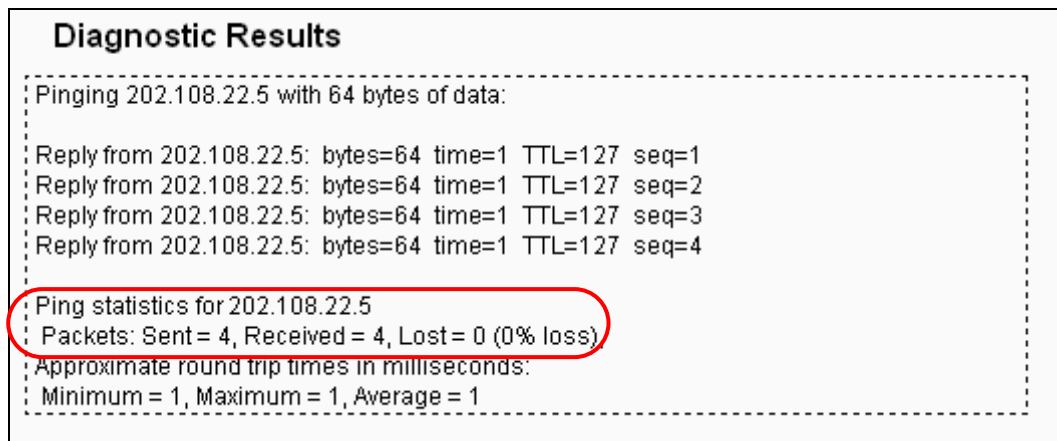 Diagnostic Results
Pinging 202.108.22.5 with 64 bytes of data:
Reply from 202.108.22.5: bytes=64 time=1 TTL=127 seq=1
Reply from 202.108.22.5: bytes=64 time=1 TTL=127 seq=2
Reply from 202.108.22.5: bytes=64 time=1 TTL=127 seq=3
Reply from 202.108.22.5: bytes=64 time=1 TTL=127 seq=4
Ping statistics for 202.108.22.5
Packets: Sent = 4, Received = 4, Lost = 0 (0% loss),
Approximate round trip times in milliseconds:
Minimum = 1, Maximum = 1, Average = 1